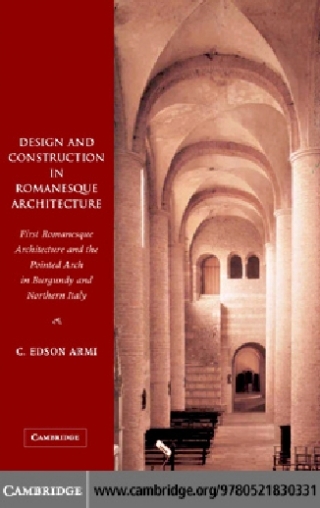 DESIGN AND
CONSTRUCTION
IN
ROMANESQUE
ARCHITECTURE
First Romanesque
Architecture and the
Pointed Arch
in Burgundy and
Northern Italy
C. EDSON ARMI
CAMBRIDGE
CAMBRIDGE www.cambridge.org/9780521830331